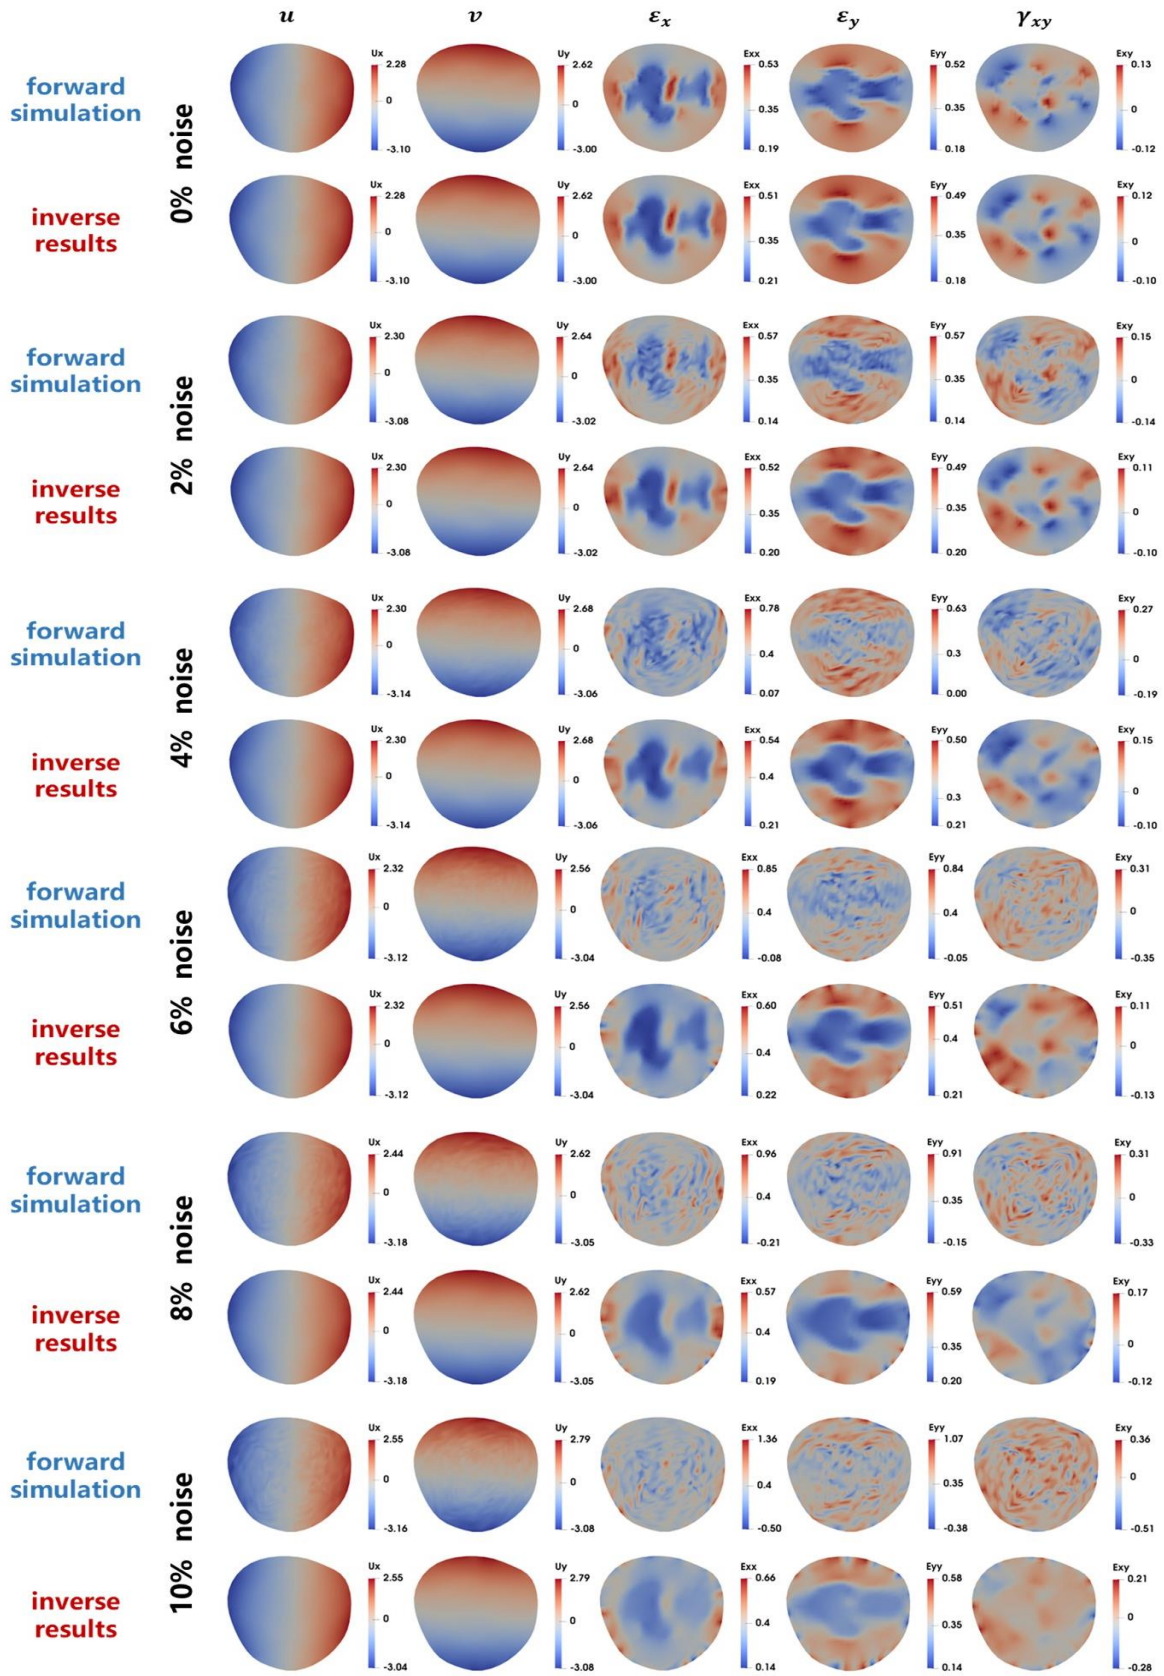 u v εx εy γxy
0% noise
forward simulation
Ux 2.28 0 -3.10
Uy 2.62 0 -3.00
Exx 0.53 0.35 0.19
Eyy 0.52 0.35 0.18
Exy 0.13 0 -0.12
inverse results
Ux 2.28 0 -3.10
Uy 2.62 0 -3.00
Exx 0.51 0.35 0.21
Eyy 0.49 0.35 0.18
Exy 0.12 0 -0.10
2% noise
forward simulation
Ux 2.30 0 -3.08
Uy 2.64 0 -3.02
Exx 0.57 0.35 0.14
Eyy 0.57 0.35 0.14
Exy 0.15 0 -0.14
inverse results
Ux 2.30 0 -3.08
Uy 2.64 0 -3.02
Exx 0.52 0.35 0.20
Eyy 0.49 0.35 0.20
Exy 0.11 0 -0.10
4% noise
forward simulation
Ux 2.30 0 -3.14
Uy 2.68 0 -3.06
Exx 0.78 0.4 0.07
Eyy 0.63 0.3 0.00
Exy 0.27 0 -0.19
inverse results
Ux 2.30 0 -3.14
Uy 2.68 0 -3.06
Exx 0.54 0.4 0.21
Eyy 0.50 0.3 0.21
Exy 0.15 0 -0.10
6% noise
forward simulation
Ux 2.32 0 -3.12
Uy 2.56 0 -3.04
Exx 0.85 0.4 -0.08
Eyy 0.84 0.4 -0.05
Exy 0.31 0 -0.35
inverse results
Ux 2.32 0 -3.12
Uy 2.56 0 -3.04
Exx 0.60 0.4 0.22
Eyy 0.51 0.4 0.21
Exy 0.11 0 -0.13
8% noise
forward simulation
Ux 2.44 0 -3.18
Uy 2.62 0 -3.05
Exx 0.96 0.4 -0.21
Eyy 0.91 0.35 -0.15
Exy 0.31 0 -0.33
inverse results
Ux 2.44 0 -3.18
Uy 2.62 0 -3.05
Exx 0.57 0.4 0.19
Eyy 0.59 0.35 0.20
Exy 0.17 0 -0.12
10% noise
forward simulation
Ux 2.55 0 -3.16
Uy 2.79 0 -3.08
Exx 1.36 0.4 -0.50
Eyy 1.07 0.35 -0.38
Exy 0.36 0 -0.51
inverse results
Ux 2.55 0 -3.04
Uy 2.79 0 -3.08
Exx 0.66 0.4 0.14
Eyy 0.58 0.35 0.14
Exy 0.21 0 -0.28